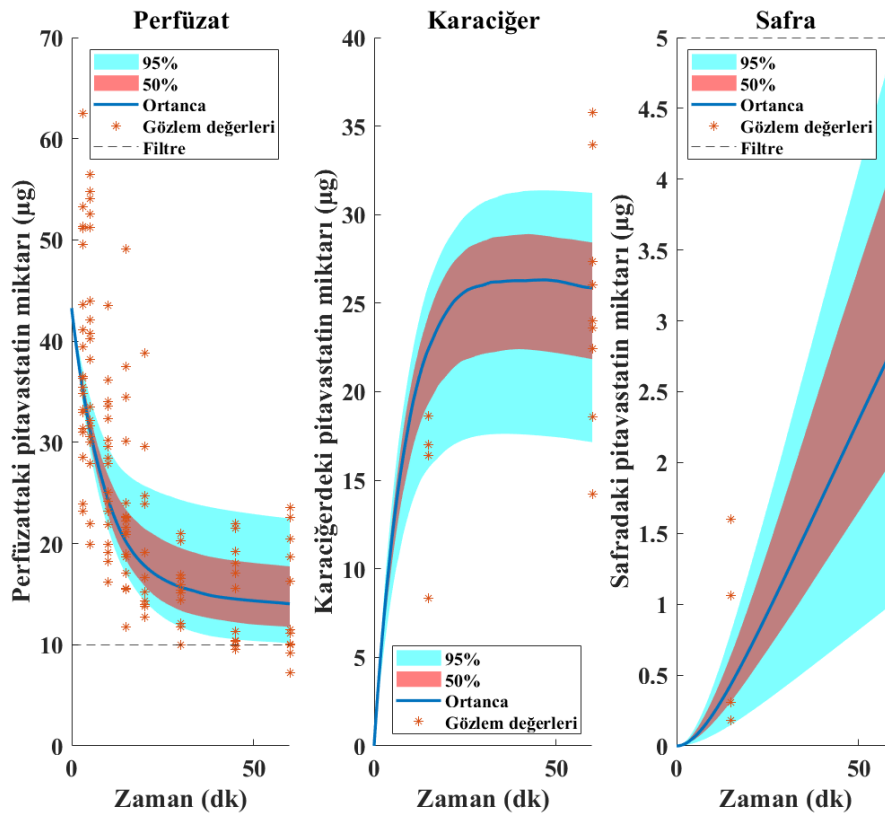 Perfüzat
70
60
50
40
30
20
10
0
0
50
Perfüzattaki pitavastatin miktarı (µg)
Zaman (dk)
95%
50%
Ortanca
Gözlem değerleri
Filtre
Karaciğer
40
35
30
25
20
15
10
5
0
0
50
Karaciğerdeki pitavastatin miktarı (µg)
Zaman (dk)
95%
50%
Ortanca
Gözlem değerleri
Safra
5
4.5
4
3.5
3
2.5
2
1.5
1
0.5
0
0
50
Safradaki pitavastatin miktarı (µg)
Zaman (dk)
95%
50%
Ortanca
Gözlem değerleri
Filtre